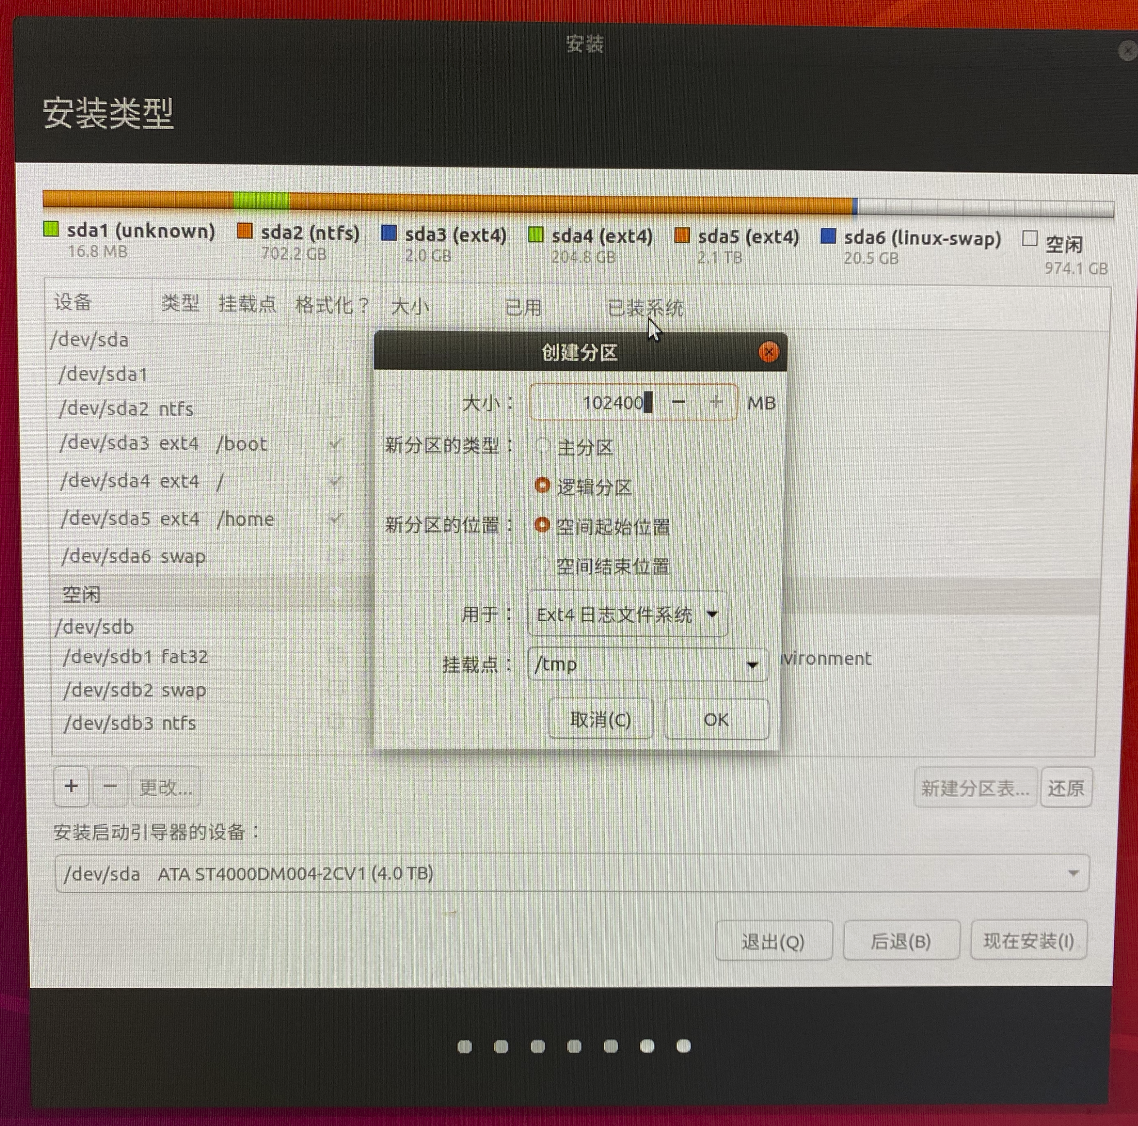 安装
安装类型
sda1 (unknown) sda2 (ntfs) sda3 (ext4) sda4 (ext4) sda5 (ext4) sda6 (linux-swap) 空闲
16.8 MB 702.2 GB 2.0 GB 204.8 GB 2.1 TB 20.5 GB 974.1 GB
设备 类型 挂载点 格式化？ 大小 已用 已装系统
/dev/sda
/dev/sda1
/dev/sda2 ntfs
/dev/sda3 ext4 /boot
/dev/sda4 ext4 /
/dev/sda5 ext4 /home
/dev/sda6 swap
空闲
/dev/sdb
/dev/sdb1 fat32 vironment
/dev/sdb2 swap
/dev/sdb3 ntfs
创建分区
大小： 102400 − + MB
新分区的类型： 主分区
逻辑分区
新分区的位置： 空间起始位置
空间结束位置
用于： Ext4 日志文件系统
挂载点： /tmp
取消(C) OK
+ − 更改... 新建分区表... 还原
安装启动引导器的设备：
/dev/sda ATA ST4000DM004-2CV1 (4.0 TB)
退出(Q) 后退(B) 现在安装(I)